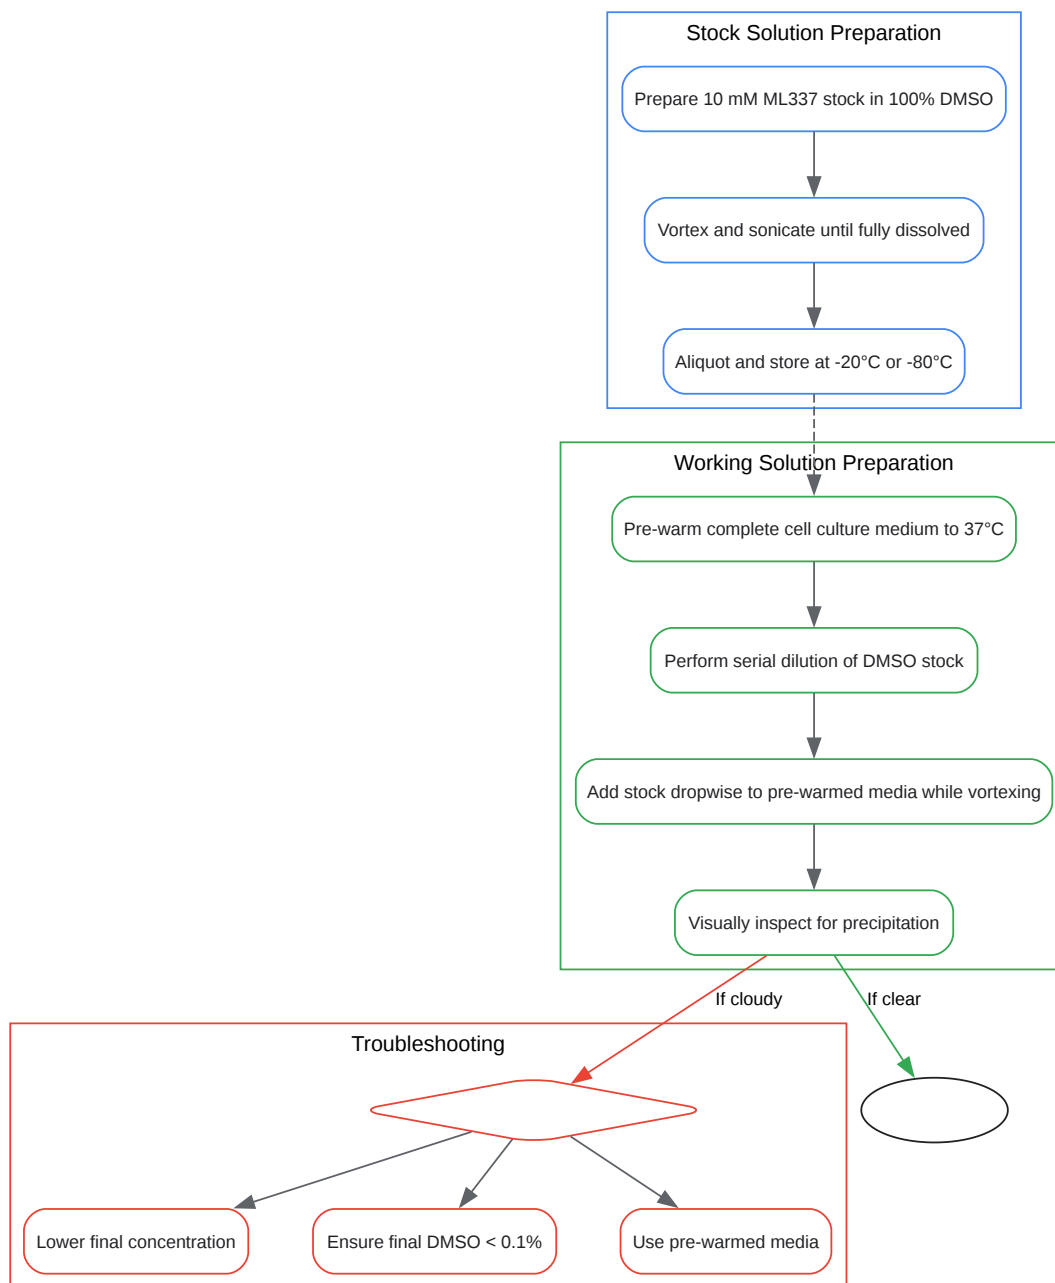 Stock Solution Preparation
Prepare 10 mM ML337 stock in 100% DMSO
Vortex and sonicate until fully dissolved
Aliquot and store at -20°C or -80°C
Working Solution Preparation
Pre-warm complete cell culture medium to 37°C
Perform serial dilution of DMSO stock
Add stock dropwise to pre-warmed media while vortexing
Visually inspect for precipitation
If cloudy
If clear
Troubleshooting
Lower final concentration
Ensure final DMSO < 0.1%
Use pre-warmed media